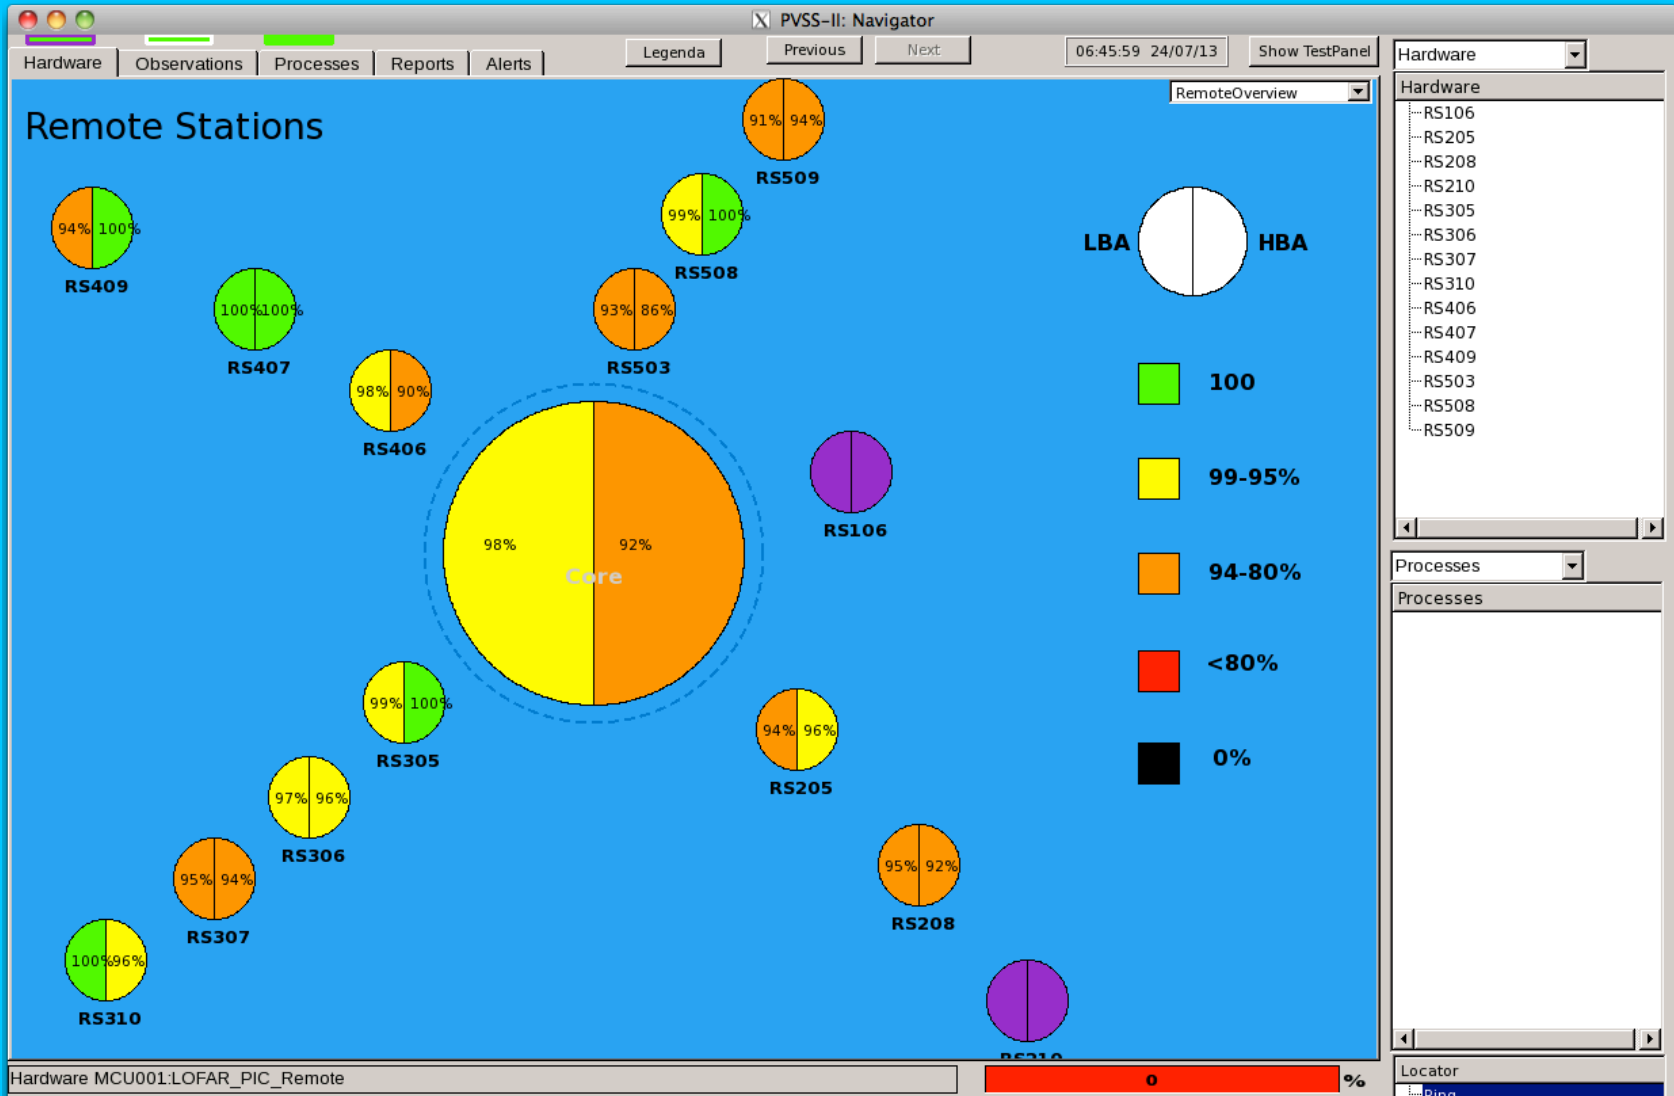 X PVSS-II: Navigator
Hardware
Observations
Processes
Reports
Alerts
Legenda
Previous
Next
06:45:59 24/07/13
Show TestPanel
RemoteOverview
Remote Stations
91% 94%
RS509
99% 100%
RS508
94% 100%
RS409
100% 100%
RS407
93% 86%
RS503
98% 90%
RS406
98% 92%
Core
RS106
99% 100%
RS305
94% 96%
RS205
97% 96%
RS306
95% 94%
RS307
95% 92%
RS208
100% 96%
RS310
RS210
LBA
HBA
100
99-95%
94-80%
<80%
0%
Hardware MCU001:LOFAR_PIC_Remote
0
%
Hardware
Hardware
RS106
RS205
RS208
RS210
RS305
RS306
RS307
RS310
RS406
RS407
RS409
RS503
RS508
RS509
Processes
Processes
Locator
Ring